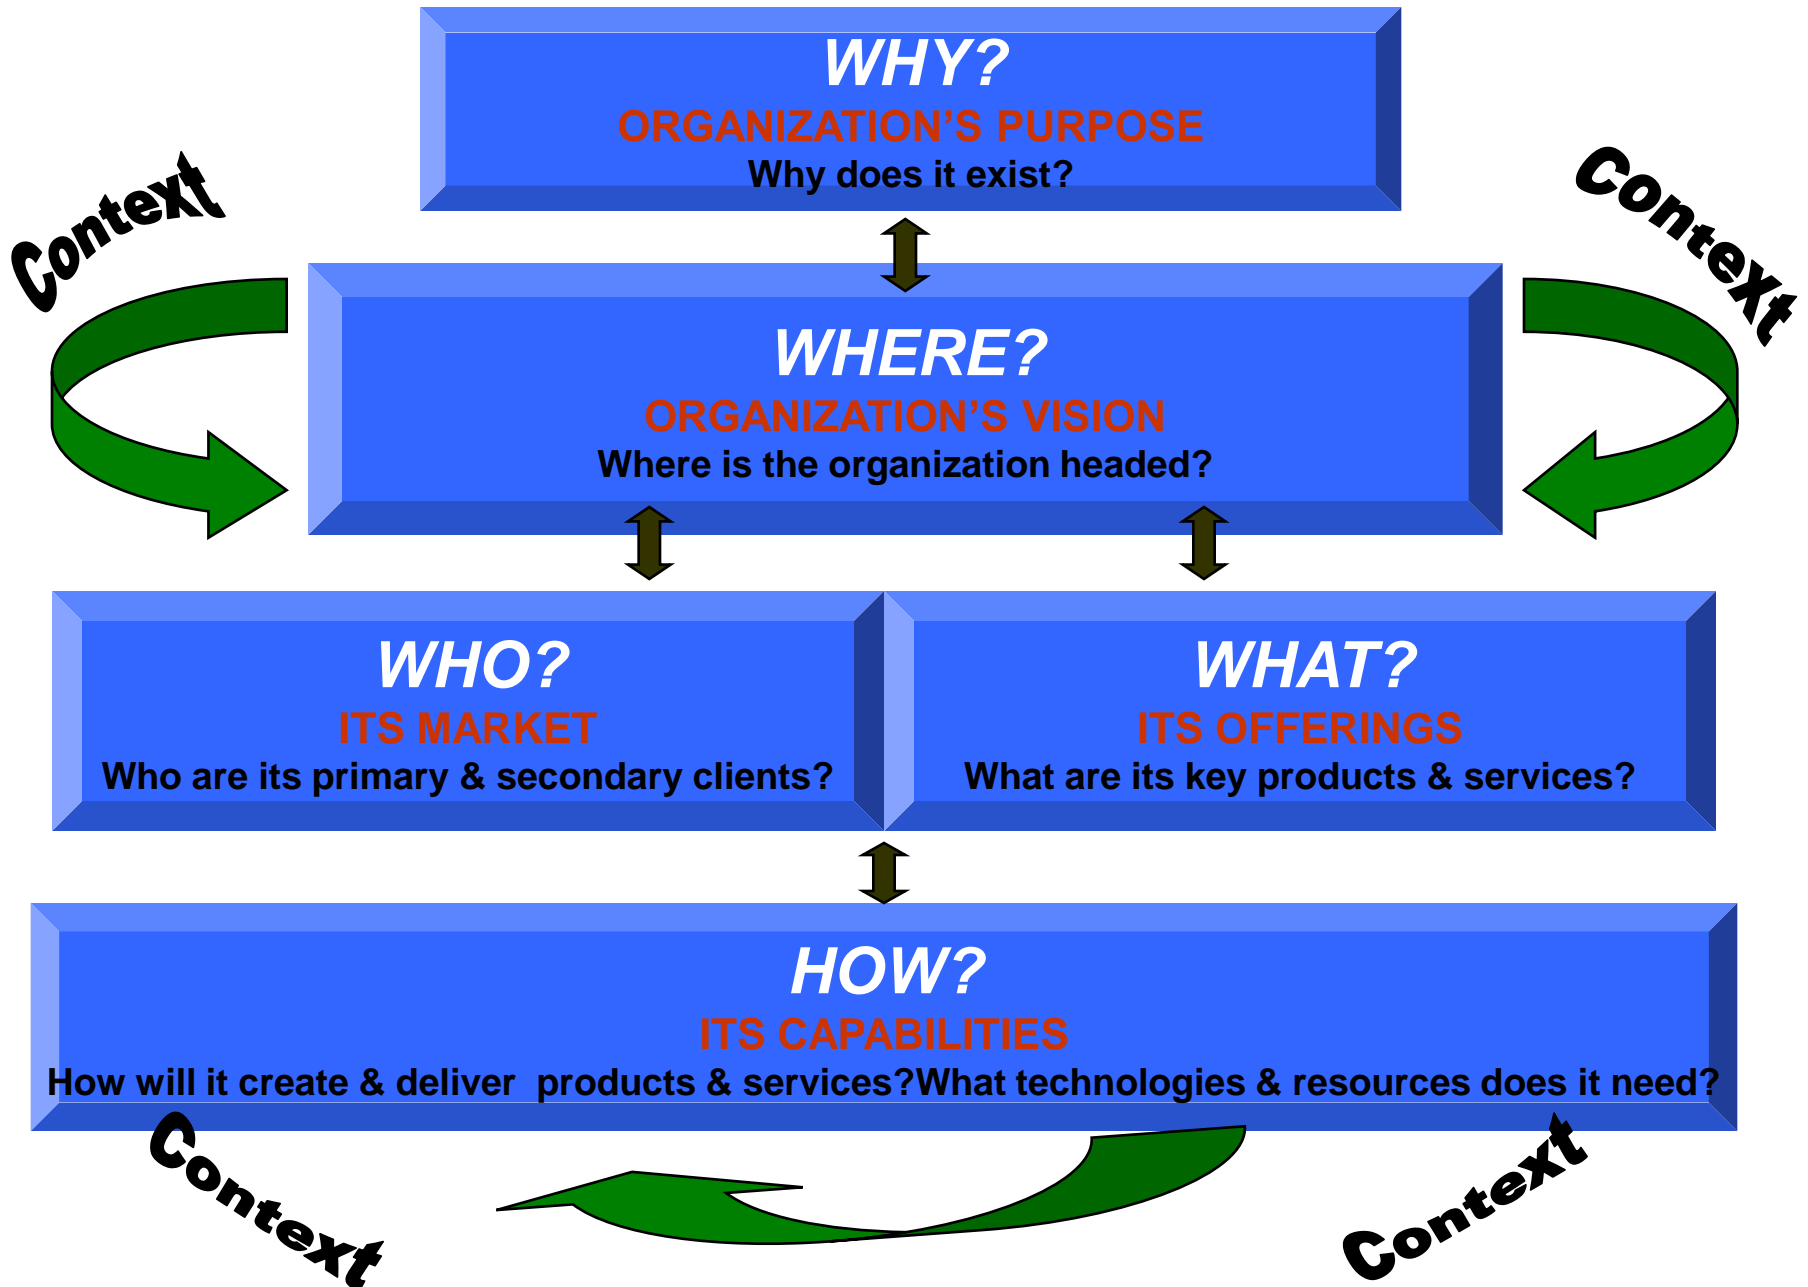 WHY?
ORGANIZATION’S PURPOSE
Why does it exist?
Context
Context
WHERE?
ORGANIZATION’S VISION
Where is the organization headed?
WHO?
ITS MARKET
Who are its primary & secondary clients?
WHAT?
ITS OFFERINGS
What are its key products & services?
HOW?
ITS CAPABILITIES
How will it create & deliver  products & services?What technologies & resources does it need?
Context
Context